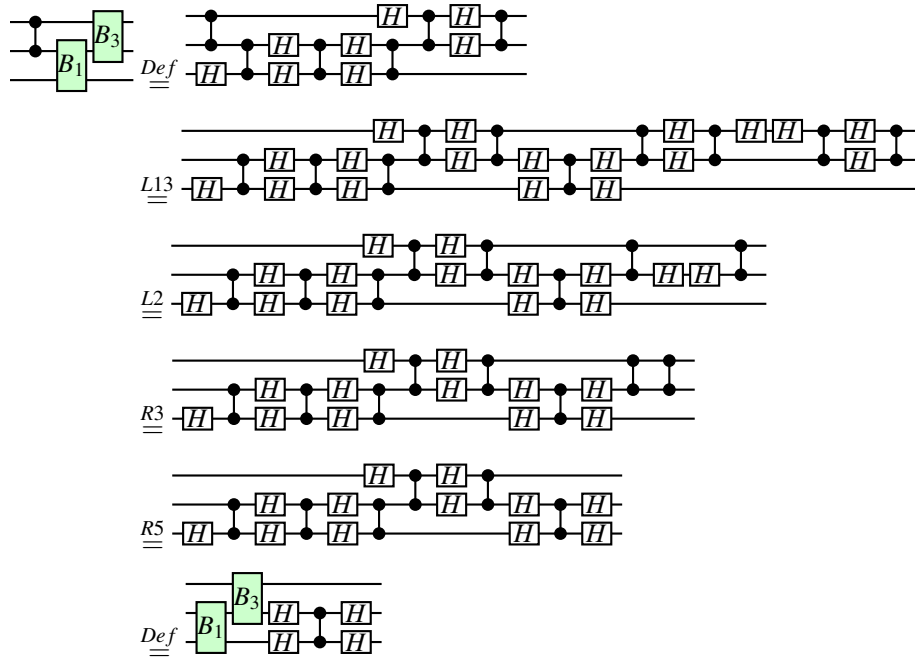 B₃ H H
B₁ H H H
Def = H H H
H H H H H H
H H H H H H H
L13 = H H H H H
H H
H H H H H H H
L2 = H H H H H
H H
H H H H H
R3 = H H H H H
H H
H H H H H
R5 = H H H H H
B₃
B₁ H H
Def = H H